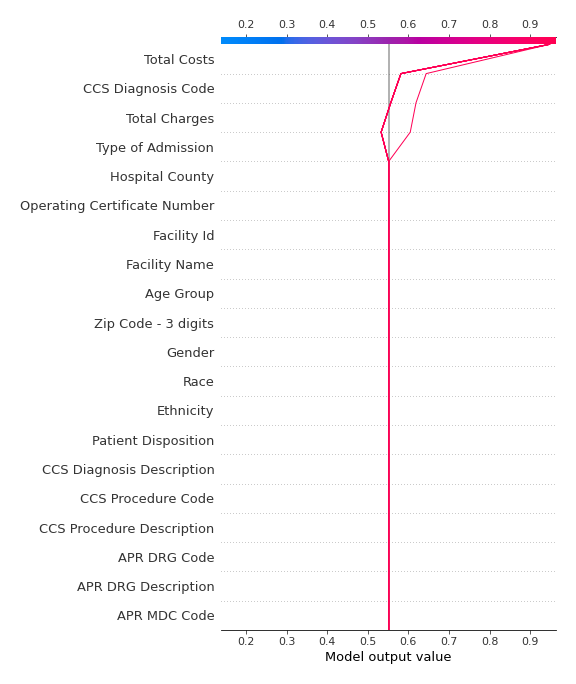 0.2 0.3 0.4 0.5 0.6 0.7 0.8 0.9
Total Costs
CCS Diagnosis Code
Total Charges
Type of Admission
Hospital County
Operating Certificate Number
Facility Id
Facility Name
Age Group
Zip Code - 3 digits
Gender
Race
Ethnicity
Patient Disposition
CCS Diagnosis Description
CCS Procedure Code
CCS Procedure Description
APR DRG Code
APR DRG Description
APR MDC Code
0.2 0.3 0.4 0.5 0.6 0.7 0.8 0.9
Model output value